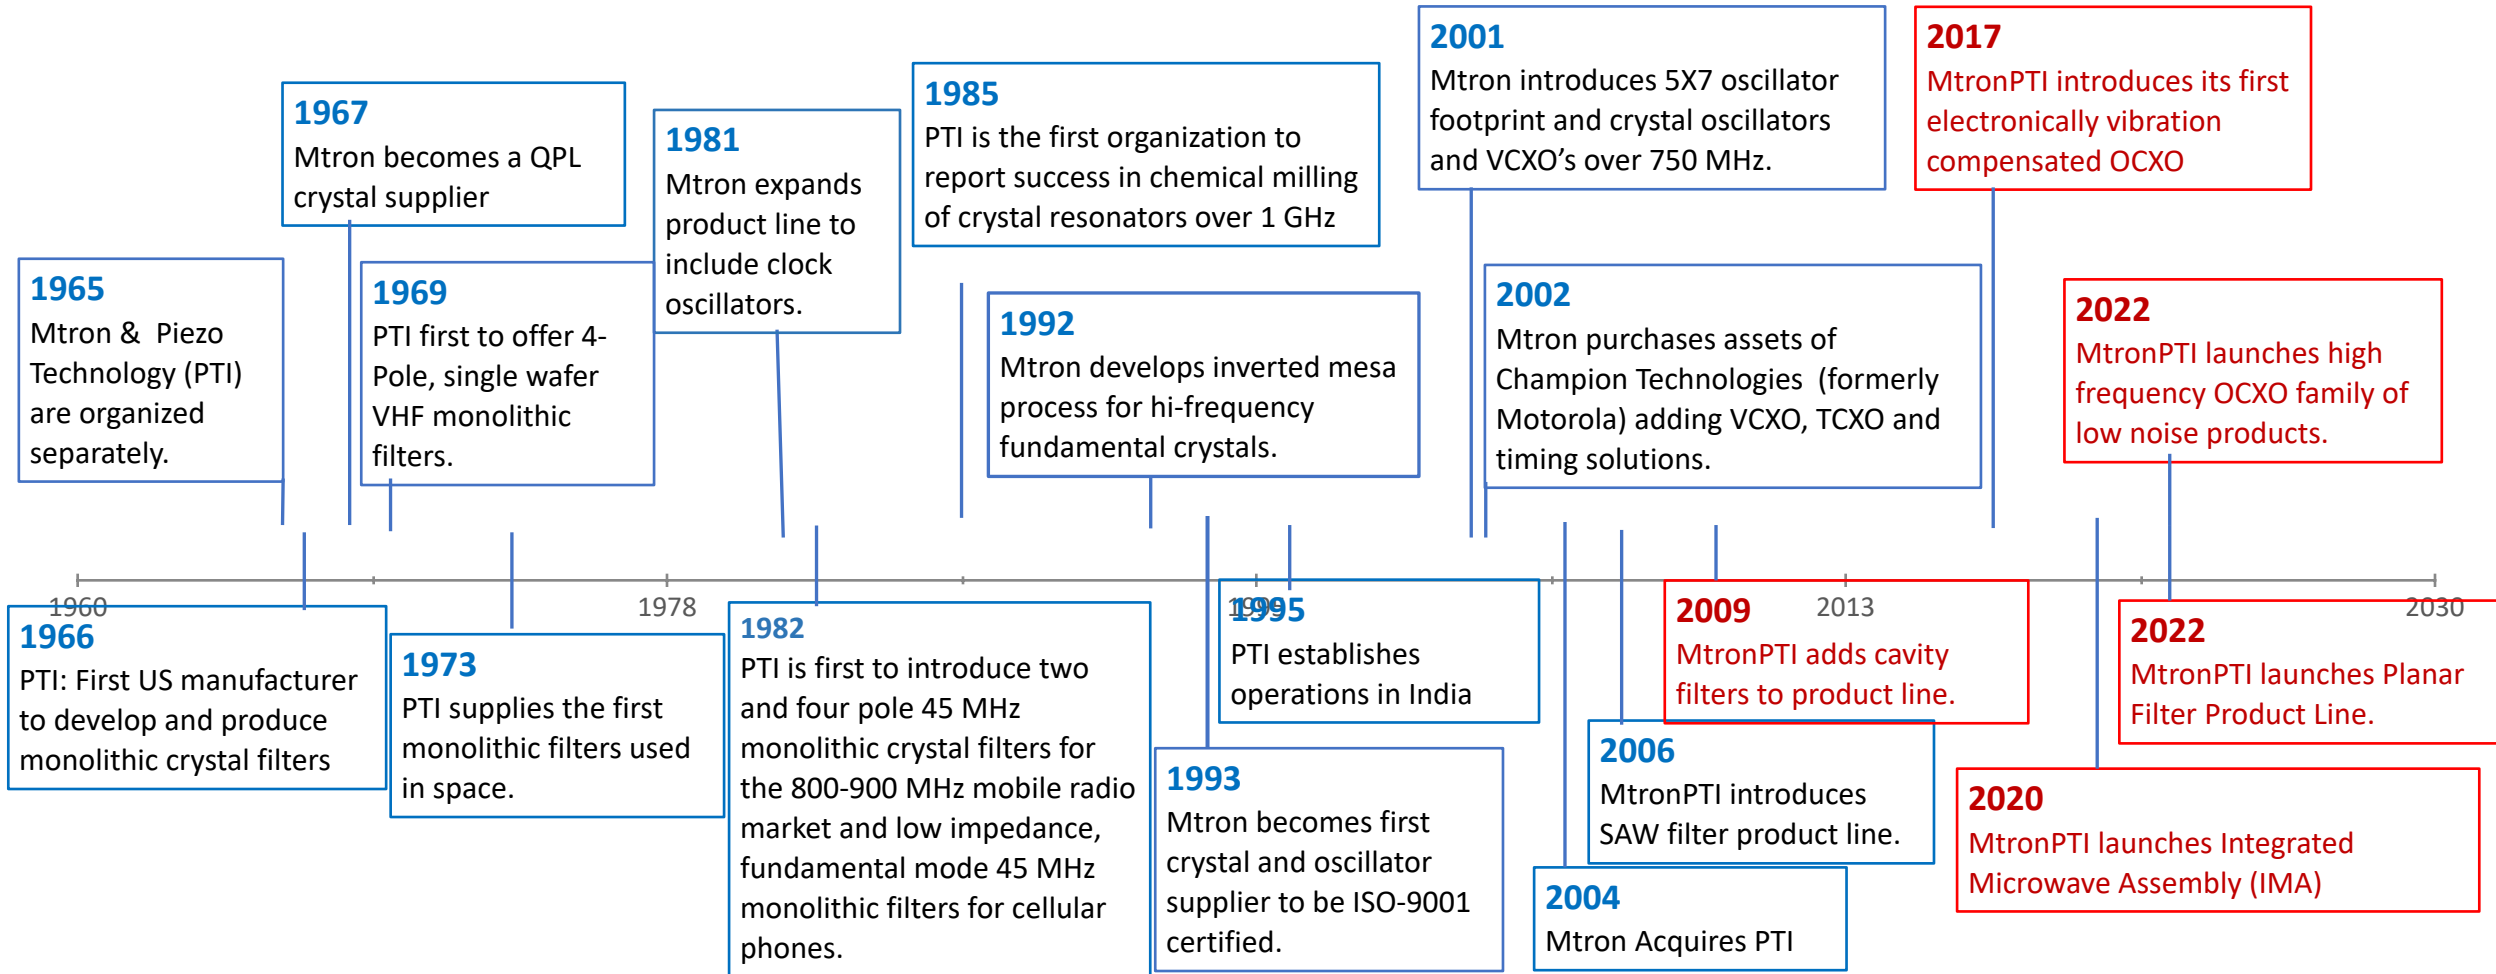 1965
Mtron & Piezo
Technology (PTI)
are organized
separately.
1967
Mtron becomes a QPL
crystal supplier
1969
PTI first to offer 4-
Pole, single wafer
VHF monolithic
filters.
1981
Mtron expands
product line to
include clock
oscillators.
1985
PTI is the first organization to
report success in chemical milling
of crystal resonators over 1 GHz
1992
Mtron develops inverted mesa
process for hi-frequency
fundamental crystals.
2001
Mtron introduces 5X7 oscillator
footprint and crystal oscillators
and VCXO’s over 750 MHz.
2002
Mtron purchases assets of
Champion Technologies (formerly
Motorola) adding VCXO, TCXO and
timing solutions.
2017
MtronPTI introduces its first
electronically vibration
compensated OCXO
2022
MtronPTI launches high
frequency OCXO family of
low noise products.
1960
1978
2013
2030
1966
PTI: First US manufacturer
to develop and produce
monolithic crystal filters
1973
PTI supplies the first
monolithic filters used
in space.
1982
PTI is first to introduce two
and four pole 45 MHz
monolithic crystal filters for
the 800-900 MHz mobile radio
market and low impedance,
fundamental mode 45 MHz
monolithic filters for cellular
phones.
1995
PTI establishes
operations in India
1993
Mtron becomes first
crystal and oscillator
supplier to be ISO-9001
certified.
2009
MtronPTI adds cavity
filters to product line.
2006
MtronPTI introduces
SAW filter product line.
2004
Mtron Acquires PTI
2022
MtronPTI launches Planar
Filter Product Line.
2020
MtronPTI launches Integrated
Microwave Assembly (IMA)